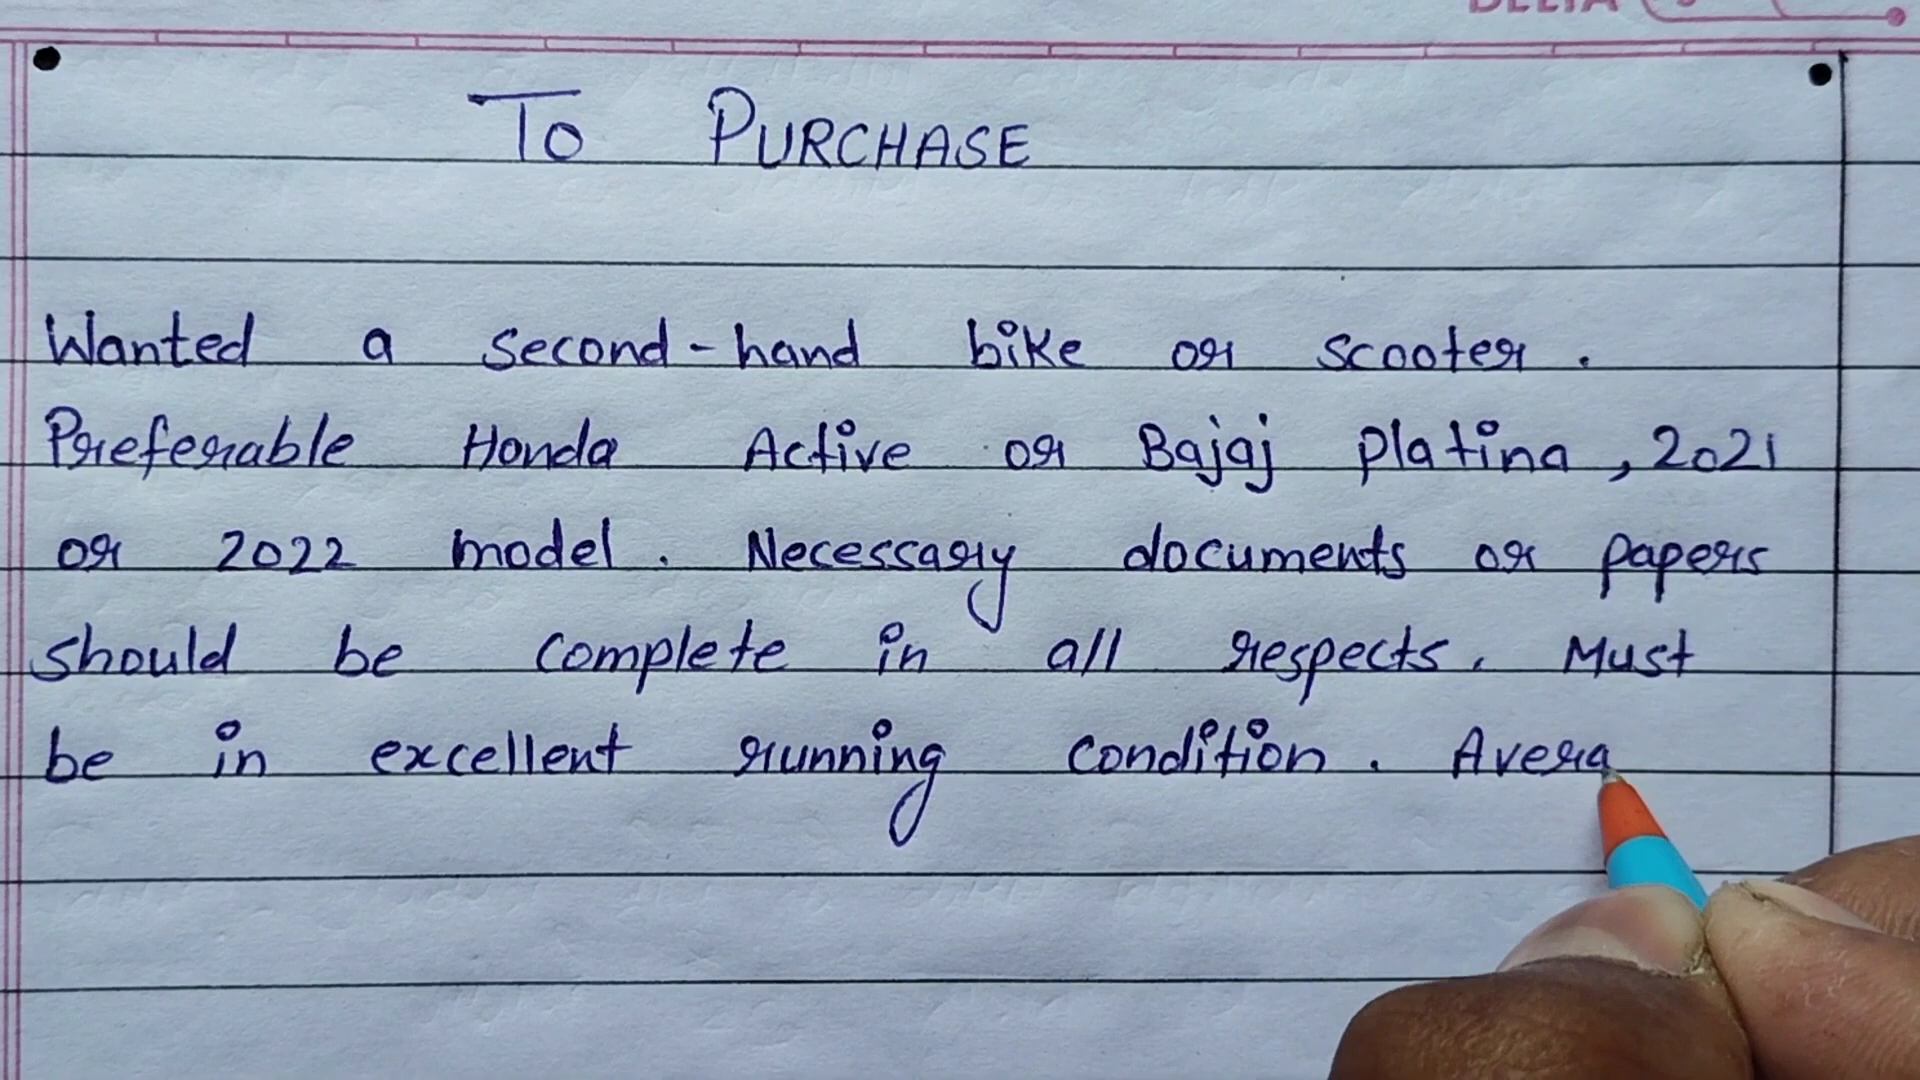 DELTA
To PURCHASE
Wanted a second-hand bike or scooter.
Preferable Honda Active or Bajaj Platina, 2021
or 2022 model. Necessary documents or papers
should be complete in all respects. Must
be in excellent running condition. Avera